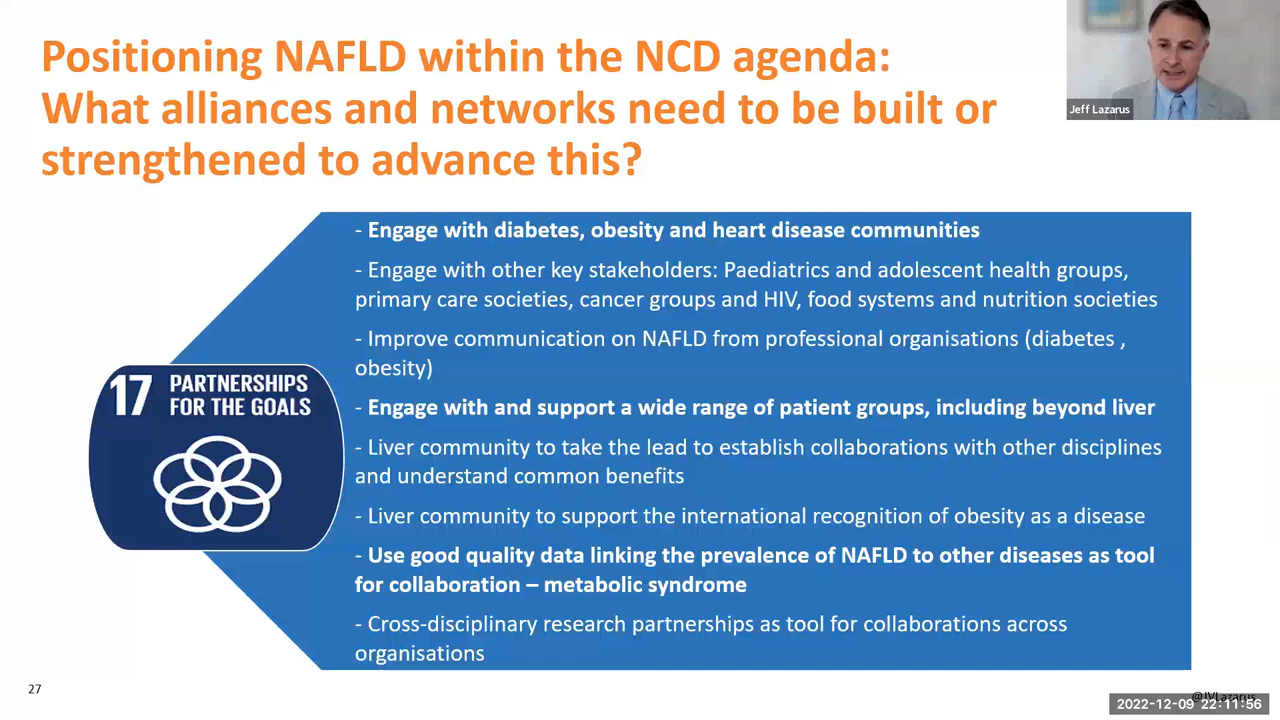 Positioning NAFLD within the NCD agenda:
What alliances and networks need to be built or
strengthened to advance this?
Jeff Lazarus
- Engage with diabetes, obesity and heart disease communities
- Engage with other key stakeholders: Paediatrics and adolescent health groups,
primary care societies, cancer groups and HIV, food systems and nutrition societies
- Improve communication on NAFLD from professional organisations (diabetes ,
obesity)
- Engage with and support a wide range of patient groups, including beyond liver
- Liver community to take the lead to establish collaborations with other disciplines
and understand common benefits
- Liver community to support the international recognition of obesity as a disease
- Use good quality data linking the prevalence of NAFLD to other diseases as tool
for collaboration – metabolic syndrome
- Cross-disciplinary research partnerships as tool for collaborations across
organisations
17 PARTNERSHIPS
FOR THE GOALS
27
@JVLazarus
2022-12-09 22:11:56